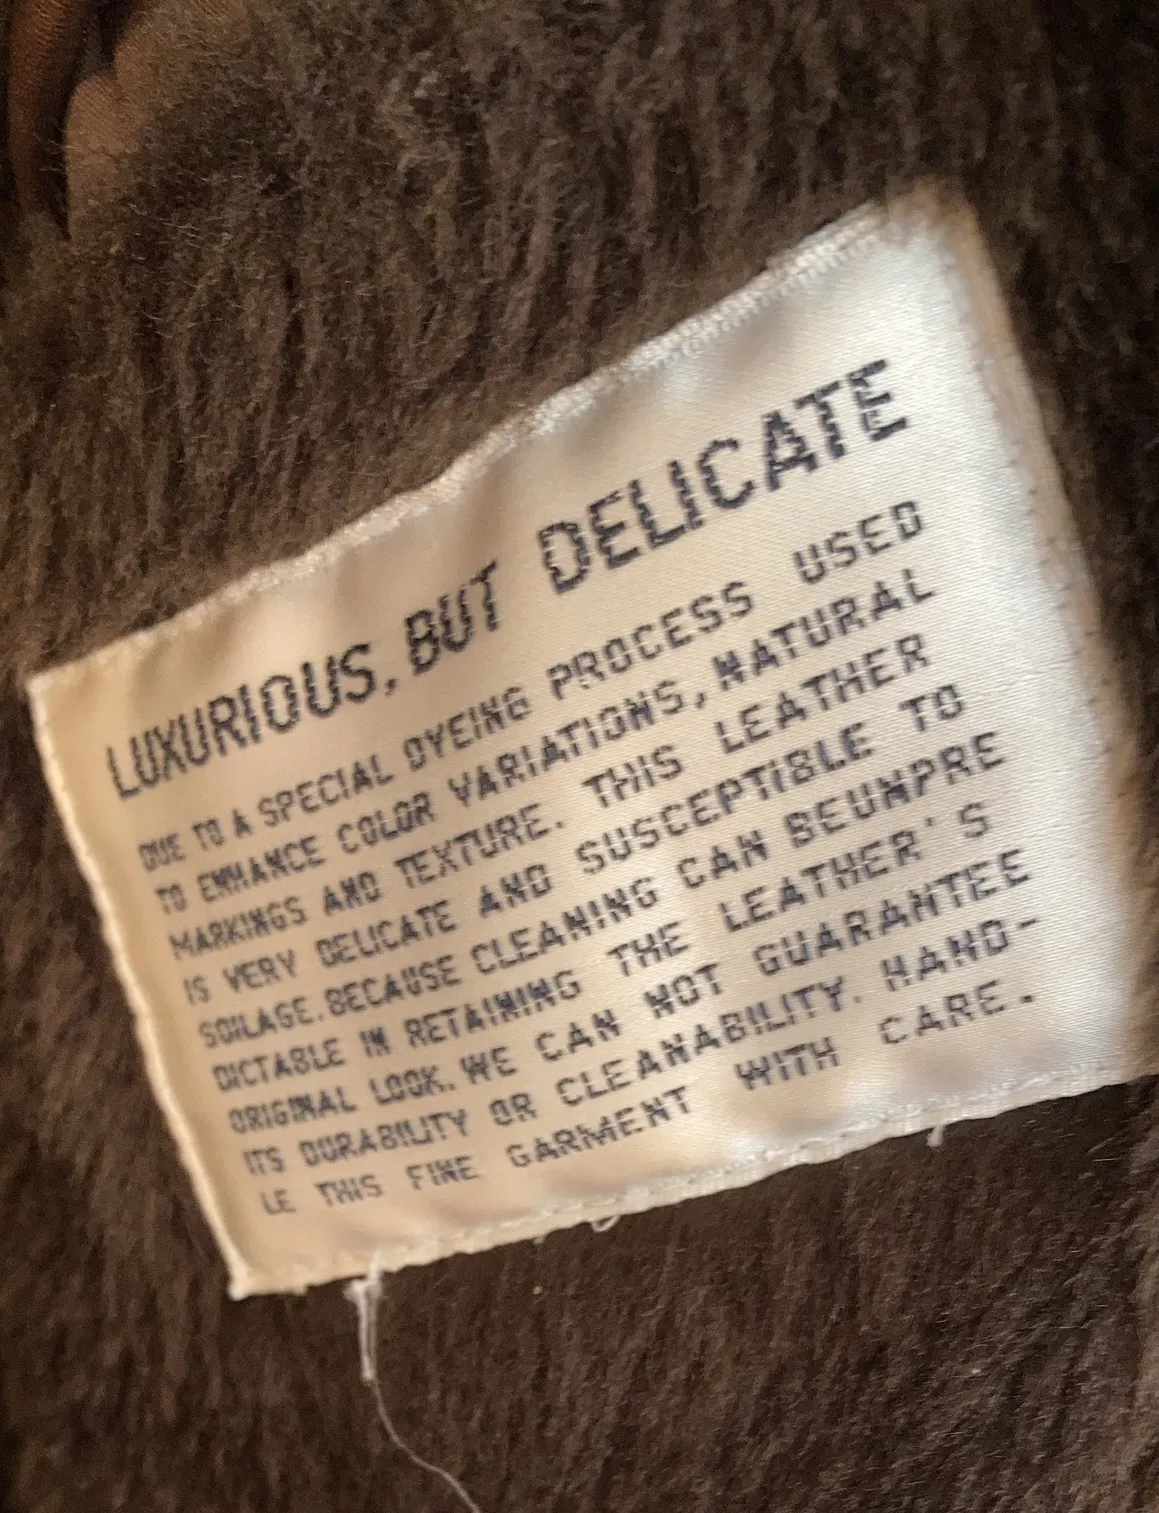 LUXURIOUS, BUT DELICATE
DUE TO A SPECIAL DYEING PROCESS USED
TO ENHANCE COLOR VARIATIONS, NATURAL
MARKINGS AND TEXTURE. THIS LEATHER
IS VERY DELICATE AND SUSCEPTIBLE TO
SOILAGE. BECAUSE CLEANING CAN BEUNPRE
DICTABLE IN RETAINING THE LEATHER'S
ORIGINAL LOOK. WE CAN NOT GUARANTEE
ITS DURABILITY OR CLEANABILITY. HAND-
LE THIS FINE GARMENT WITH CARE.